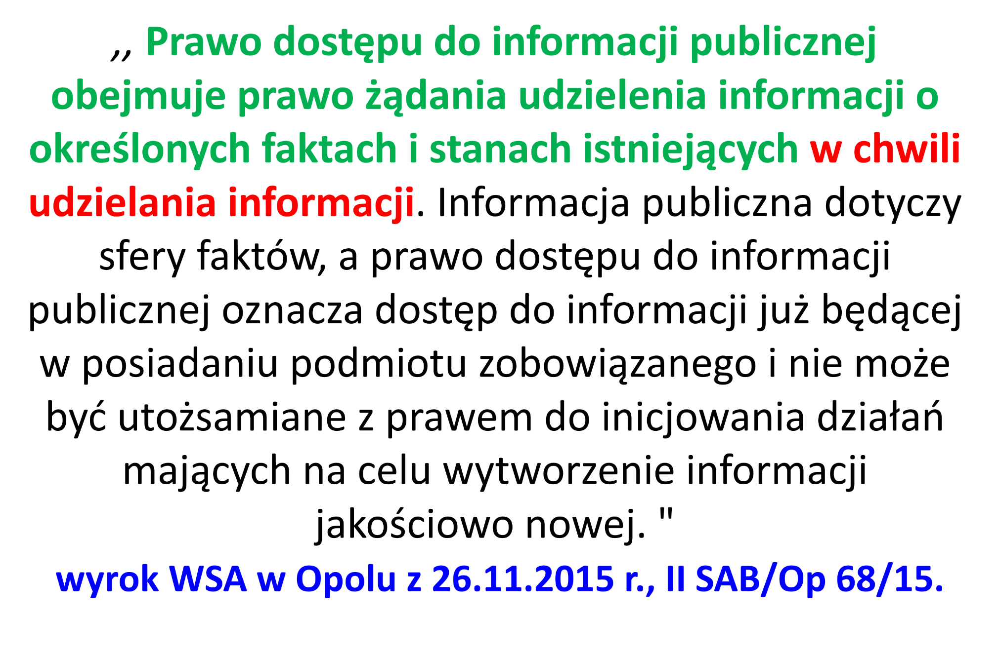 ,, Prawo dostępu do informacji publicznej
obejmuje prawo żądania udzielenia informacji o
określonych faktach i stanach istniejących w chwili
udzielania informacji. Informacja publiczna dotyczy
sfery faktów, a prawo dostępu do informacji
publicznej oznacza dostęp do informacji już będącej
w posiadaniu podmiotu zobowiązanego i nie może
być utożsamiane z prawem do inicjowania działań
mających na celu wytworzenie informacji
jakościowo nowej. "
wyrok WSA w Opolu z 26.11.2015 r., II SAB/Op 68/15.